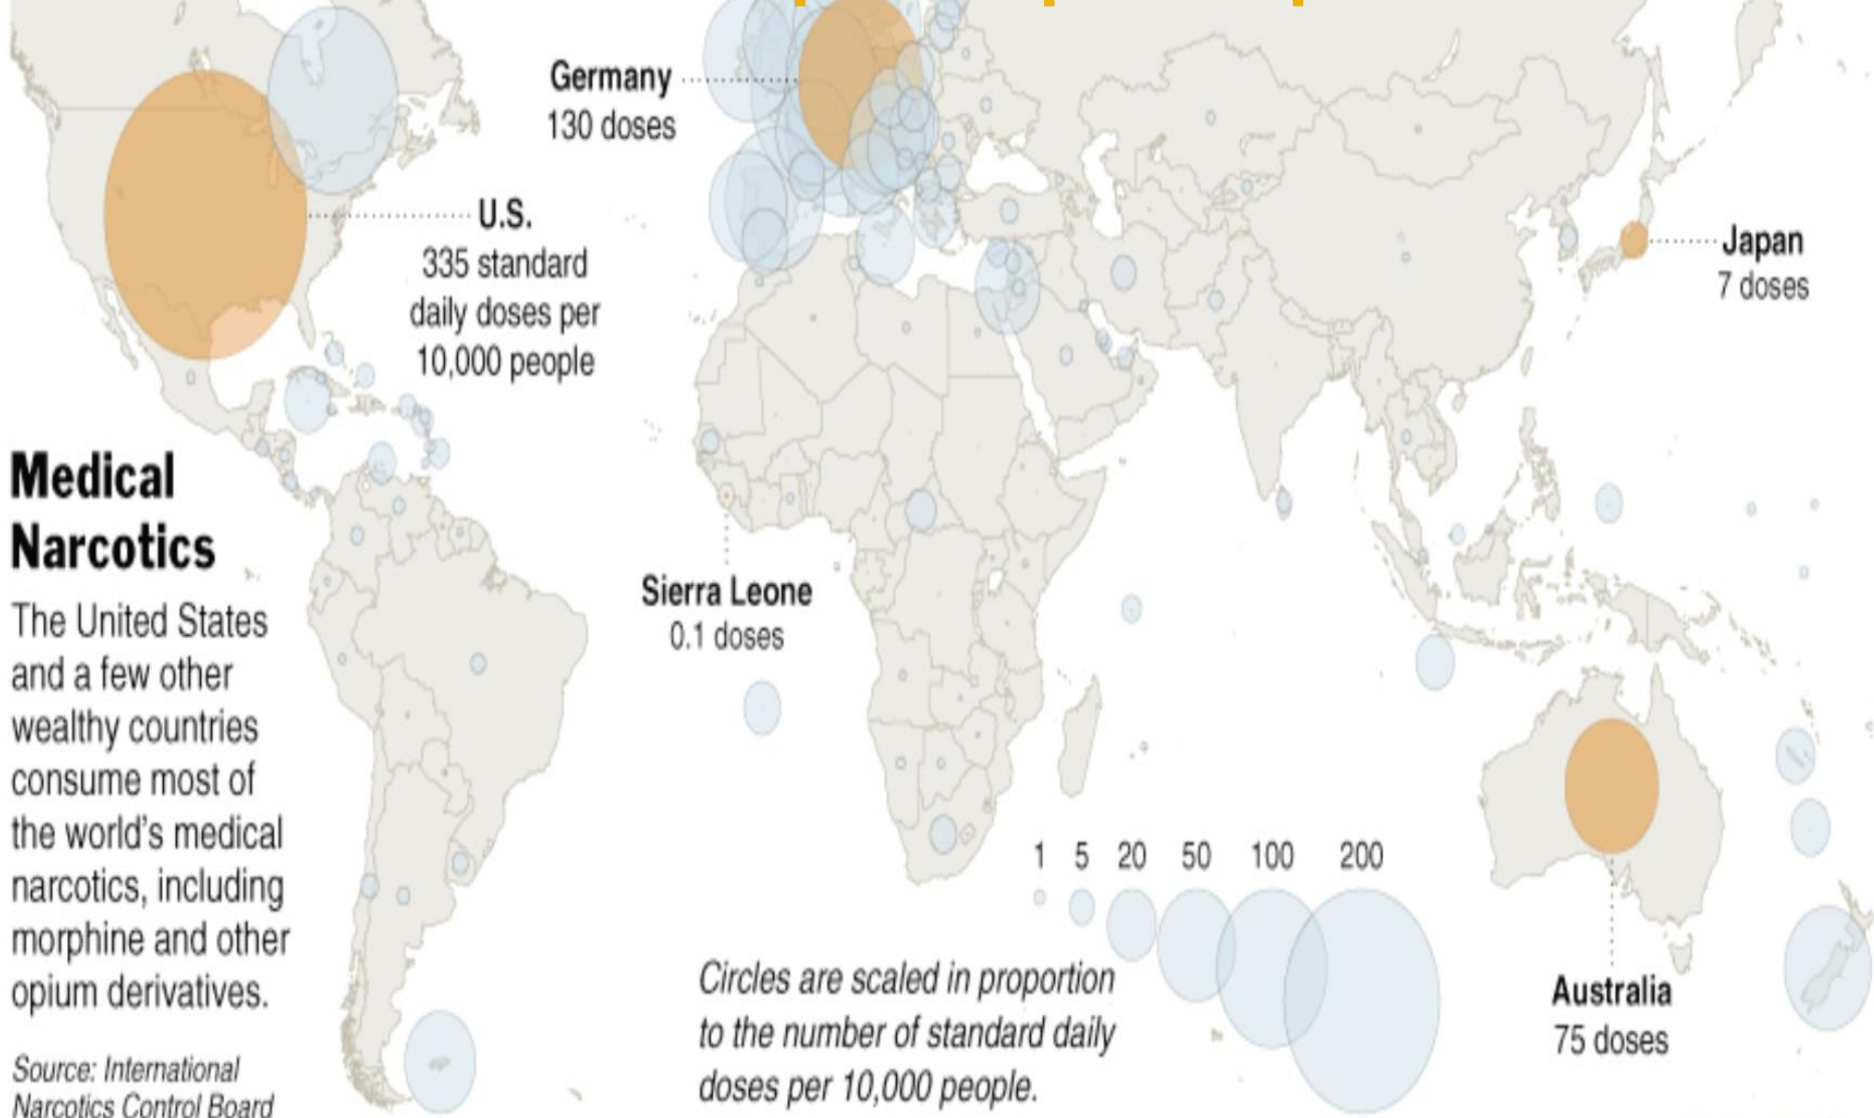 Germany
130 doses
U.S.
335 standard
daily doses per
10,000 people
Japan
7 doses
Medical
Narcotics
The United States
and a few other
wealthy countries
consume most of
the world's medical
narcotics, including
morphine and other
opium derivatives.
Source: International
Narcotics Control Board
Sierra Leone
0.1 doses
1 5 20 50 100 200
Circles are scaled in proportion
to the number of standard daily
doses per 10,000 people.
Australia
75 doses